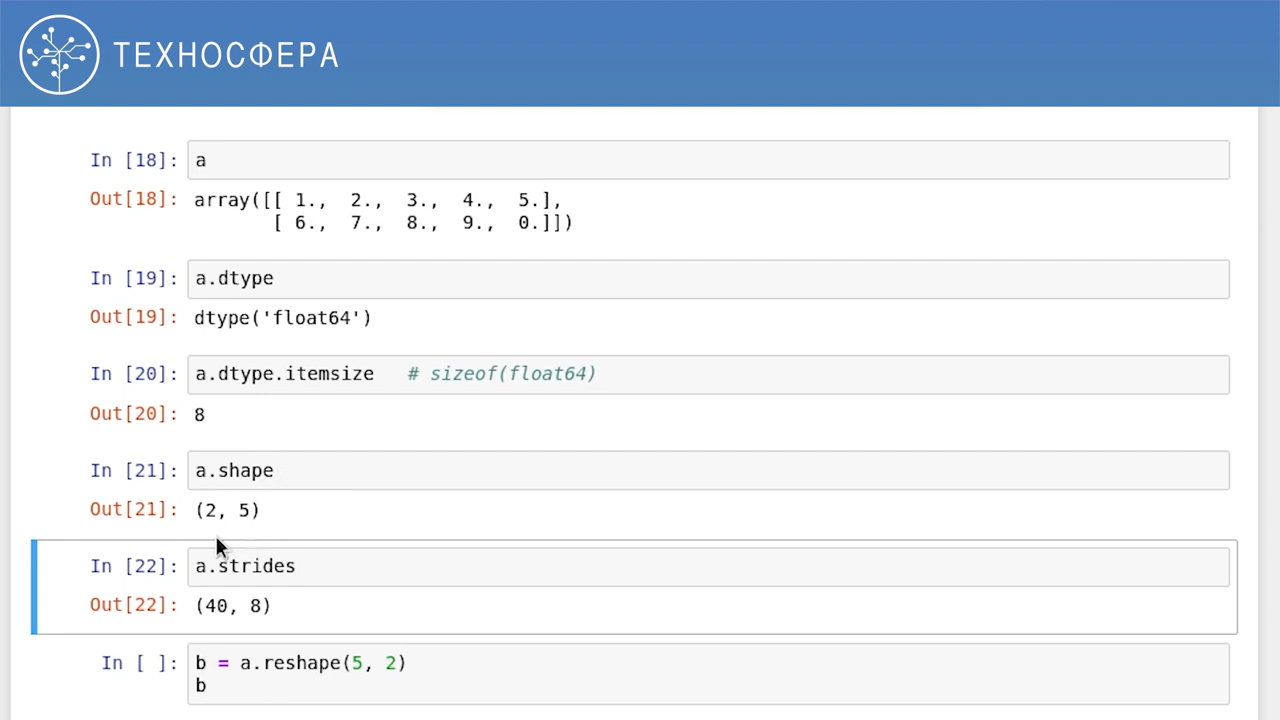 ТЕХНОСФЕРА
In [18]: a
Out[18]: array([[ 1.,  2.,  3.,  4.,  5.],
       [ 6.,  7.,  8.,  9.,  0.]])
In [19]: a.dtype
Out[19]: dtype('float64')
In [20]: a.dtype.itemsize   # sizeof(float64)
Out[20]: 8
In [21]: a.shape
Out[21]: (2, 5)
In [22]: a.strides
Out[22]: (40, 8)
In [ ]: b = a.reshape(5, 2)
b